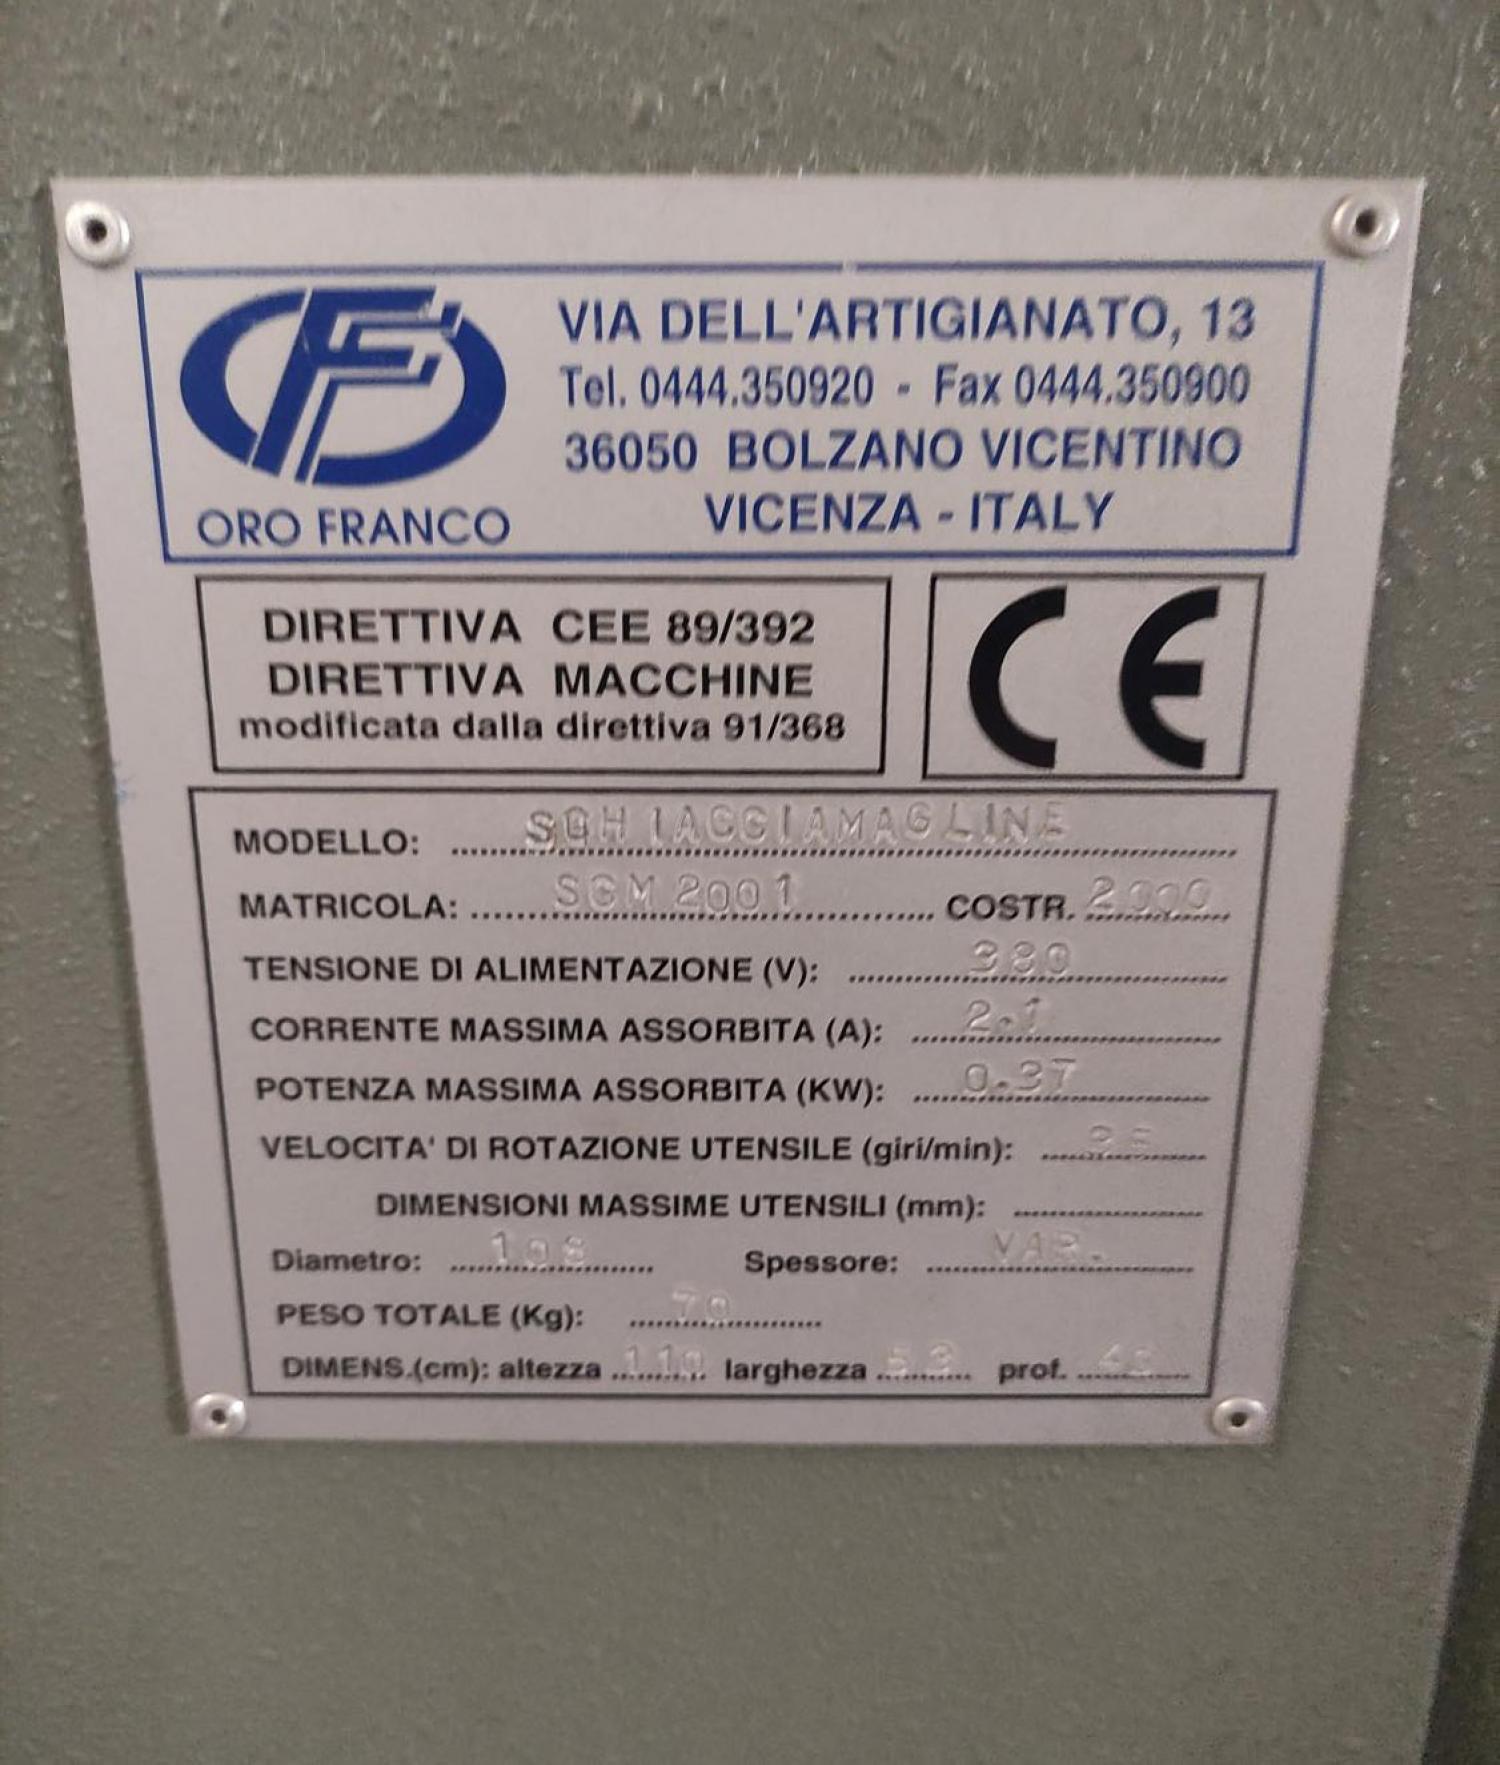 VIA DELL'ARTIGIANATO, 13
Tel. 0444.350920 - Fax 0444.350900
36050 BOLZANO VICENTINO
VICENZA - ITALY
ORO FRANCO
DIRETTIVA CEE 89/392
DIRETTIVA MACCHINE
modificata dalla direttiva 91/368
CE
MODELLO: SCHIACCIAMAGLINE
MATRICOLA: SCM 2001 COSTR. 2000
TENSIONE DI ALIMENTAZIONE (V): 380
CORRENTE MASSIMA ASSORBITA (A): 2.1
POTENZA MASSIMA ASSORBITA (KW): 0.37
VELOCITA' DI ROTAZIONE UTENSILE (giri/min):
DIMENSIONI MASSIME UTENSILI (mm):
Diametro: Spessore: VAR.
PESO TOTALE (Kg): 70
DIMENS.(cm): altezza 110 larghezza prof.